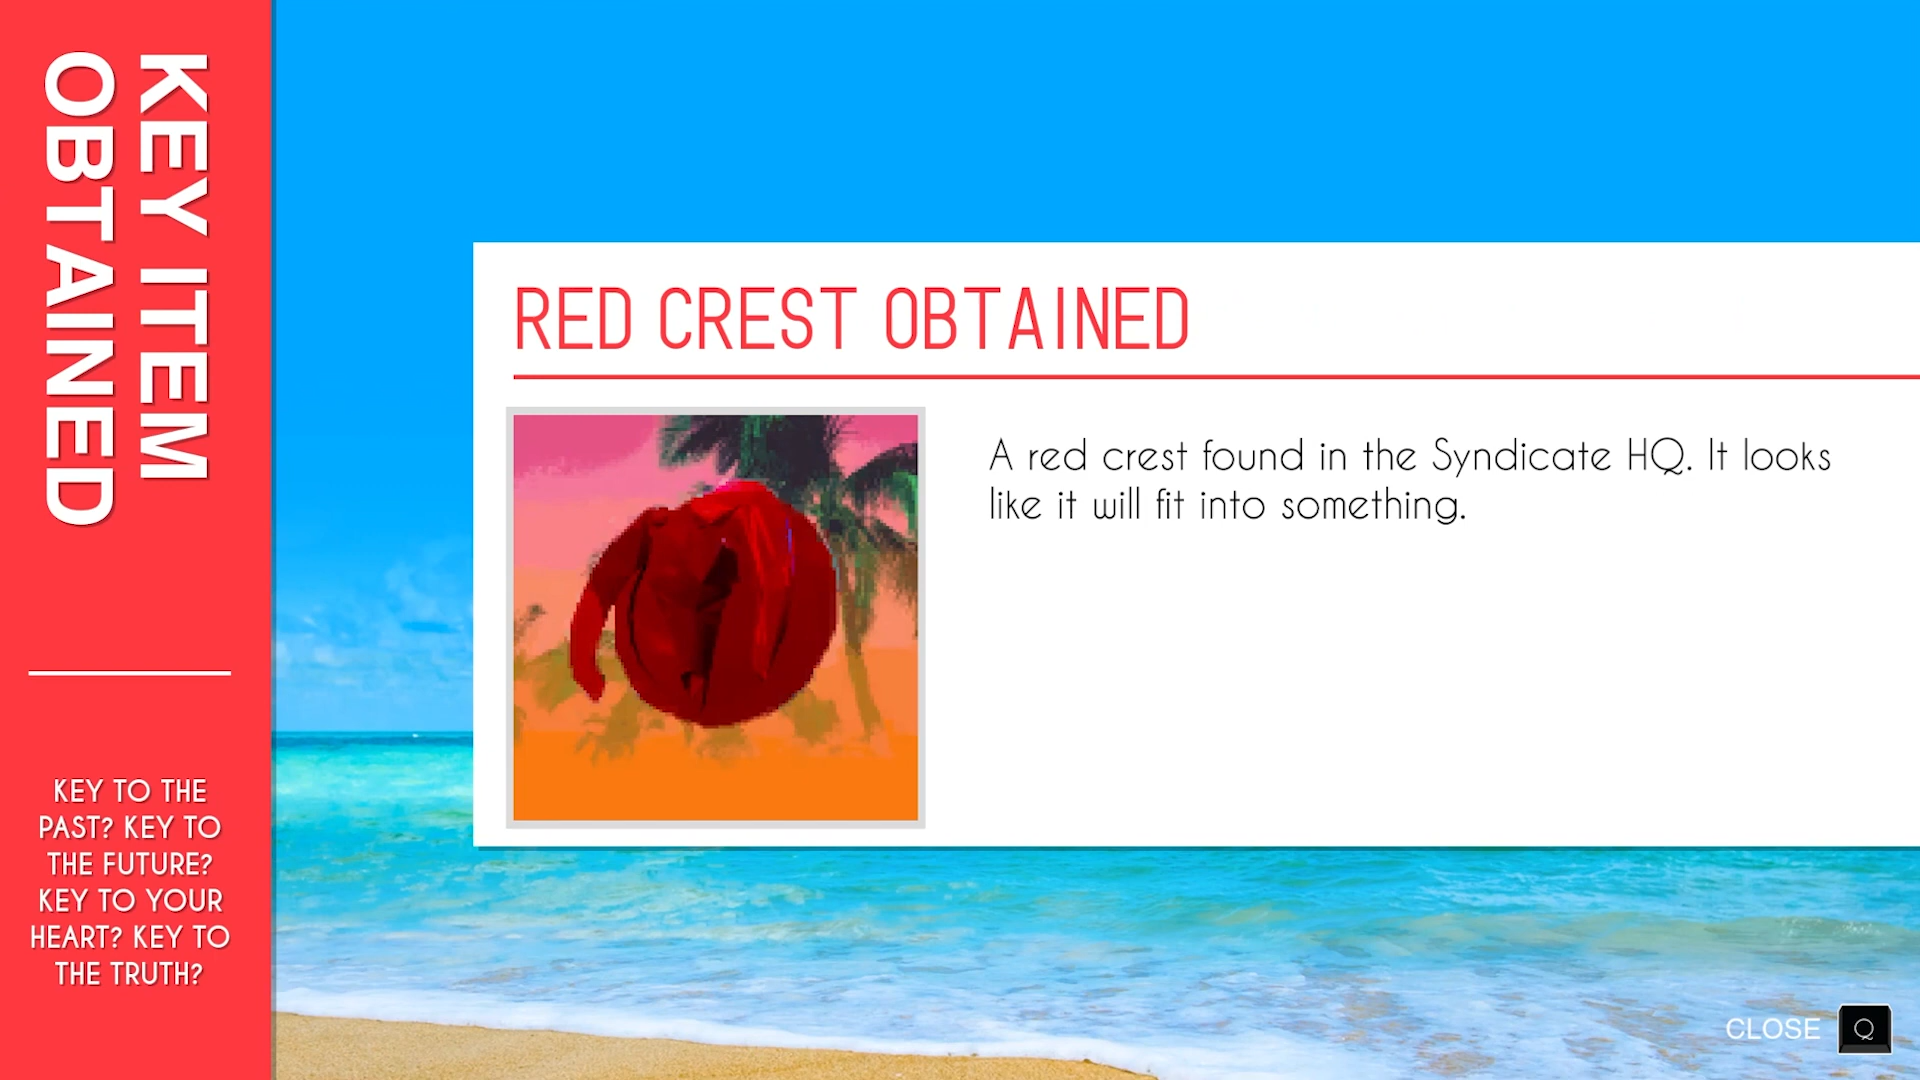 KEY ITEM
OBTAINED
KEY TO THE
PAST? KEY TO
THE FUTURE?
KEY TO YOUR
HEART? KEY TO
THE TRUTH?
RED CREST OBTAINED
A red crest found in the Syndicate HQ. It looks
like it will fit into something.
CLOSE Q